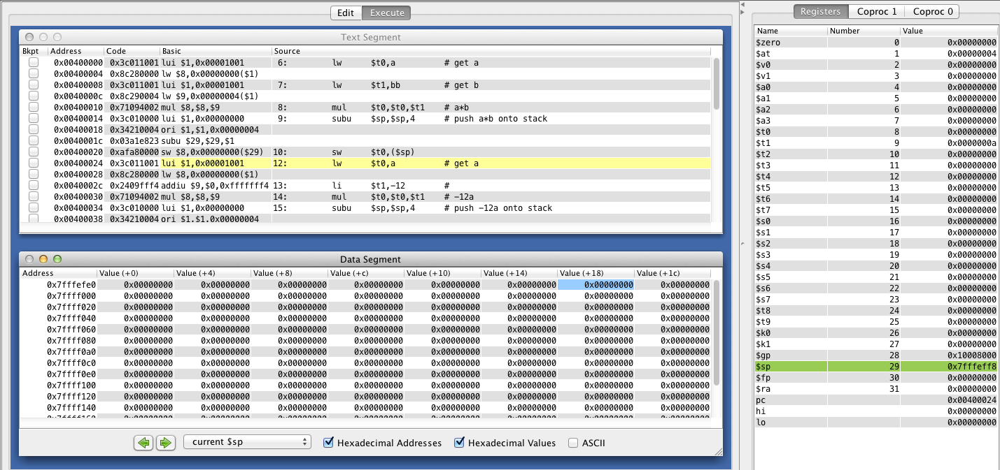 Edit Execute
Text Segment
Bkpt Address Code Basic Source
0x00400000 0x3c011001 lui $1,0x00001001 6: lw $t0,a # get a
0x00400004 0x8c280000 lw $8,0x00000000($1)
0x00400008 0x3c011001 lui $1,0x00001001 7: lw $t1,bb # get b
0x0040000c 0x8c290004 lw $9,0x00000004($1)
0x00400010 0x71094002 mul $8,$8,$9 8: mul $t0,$t0,$t1 # a*b
0x00400014 0x3c010000 lui $1,0x00000000 9: subu $sp,$sp,4 # push a*b onto stack
0x00400018 0x34210004 ori $1,$1,0x00000004
0x0040001c 0x03a1e823 subu $29,$29,$1
0x00400020 0xafa80000 sw $8,0x00000000($29) 10: sw $t0,($sp)
0x00400024 0x3c011001 lui $1,0x00001001 12: lw $t0,a # get a
0x00400028 0x8c280000 lw $8,0x00000000($1)
0x0040002c 0x2409fff4 addiu $9,$0,0xfffffff4 13: li $t1,-12 #
0x00400030 0x71094002 mul $8,$8,$9 14: mul $t0,$t0,$t1 # -12a
0x00400034 0x3c010000 lui $1,0x00000000 15: subu $sp,$sp,4 # push -12a onto stack
0x00400038 0x34210004 ori $1,$1,0x00000004
Data Segment
Address Value (+0) Value (+4) Value (+8) Value (+c) Value (+10) Value (+14) Value (+18) Value (+1c)
0x7fffefe0 0x00000000 0x00000000 0x00000000 0x00000000 0x00000000 0x00000000 0x00000000 0x00000000
0x7ffff000 0x00000000 0x00000000 0x00000000 0x00000000 0x00000000 0x00000000 0x00000000 0x00000000
0x7ffff020 0x00000000 0x00000000 0x00000000 0x00000000 0x00000000 0x00000000 0x00000000 0x00000000
0x7ffff040 0x00000000 0x00000000 0x00000000 0x00000000 0x00000000 0x00000000 0x00000000 0x00000000
0x7ffff060 0x00000000 0x00000000 0x00000000 0x00000000 0x00000000 0x00000000 0x00000000 0x00000000
0x7ffff080 0x00000000 0x00000000 0x00000000 0x00000000 0x00000000 0x00000000 0x00000000 0x00000000
0x7ffff0a0 0x00000000 0x00000000 0x00000000 0x00000000 0x00000000 0x00000000 0x00000000 0x00000000
0x7ffff0c0 0x00000000 0x00000000 0x00000000 0x00000000 0x00000000 0x00000000 0x00000000 0x00000000
0x7ffff0e0 0x00000000 0x00000000 0x00000000 0x00000000 0x00000000 0x00000000 0x00000000 0x00000000
0x7ffff100 0x00000000 0x00000000 0x00000000 0x00000000 0x00000000 0x00000000 0x00000000 0x00000000
0x7ffff120 0x00000000 0x00000000 0x00000000 0x00000000 0x00000000 0x00000000 0x00000000 0x00000000
0x7ffff140 0x00000000 0x00000000 0x00000000 0x00000000 0x00000000 0x00000000 0x00000000 0x00000000
current $sp Hexadecimal Addresses Hexadecimal Values ASCII
Registers Coproc 1 Coproc 0
Name Number Value
$zero 0 0x00000000
$at 1 0x00000004
$v0 2 0x00000000
$v1 3 0x00000000
$a0 4 0x00000000
$a1 5 0x00000000
$a2 6 0x00000000
$a3 7 0x00000000
$t0 8 0x00000000
$t1 9 0x0000000a
$t2 10 0x00000000
$t3 11 0x00000000
$t4 12 0x00000000
$t5 13 0x00000000
$t6 14 0x00000000
$t7 15 0x00000000
$s0 16 0x00000000
$s1 17 0x00000000
$s2 18 0x00000000
$s3 19 0x00000000
$s4 20 0x00000000
$s5 21 0x00000000
$s6 22 0x00000000
$s7 23 0x00000000
$t8 24 0x00000000
$t9 25 0x00000000
$k0 26 0x00000000
$k1 27 0x00000000
$gp 28 0x10008000
$sp 29 0x7fffeff8
$fp 30 0x00000000
$ra 31 0x00000000
pc 0x00400024
hi 0x00000000
lo 0x00000000